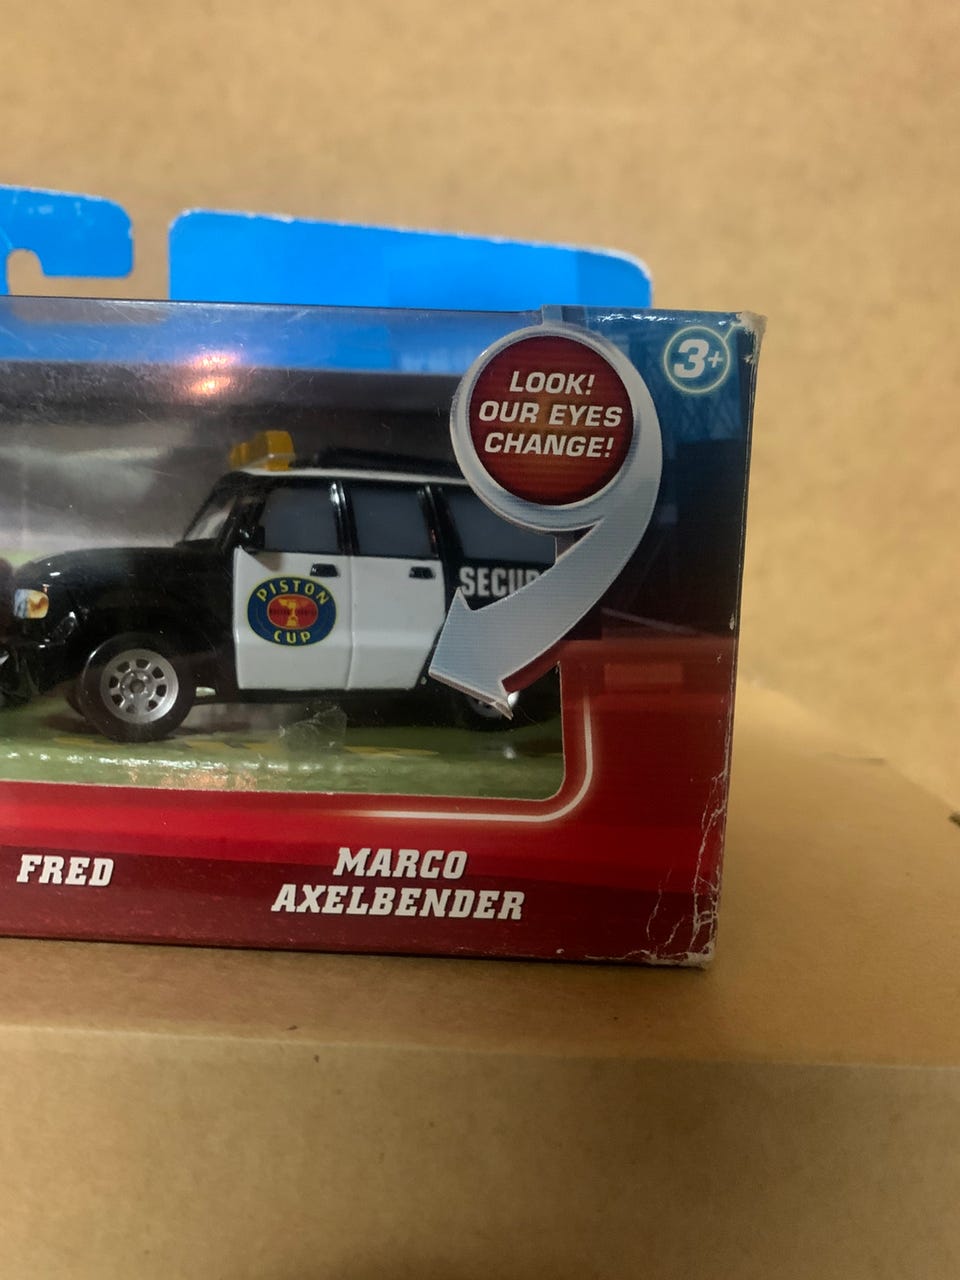 3+
LOOK!
OUR EYES
CHANGE!
PISTON
CUP
SECUR
FRED
MARCO
AXELBENDER